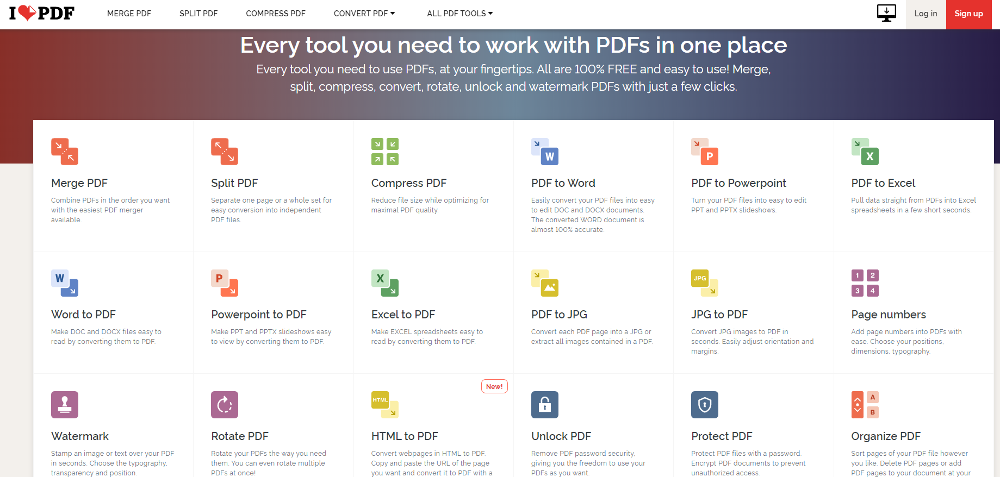 I PDF
MERGE PDF
SPLIT PDF
COMPRESS PDF
CONVERT PDF
ALL PDF TOOLS
Log in
Sign up
Every tool you need to work with PDFs in one place
Every tool you need to use PDFs, at your fingertips. All are 100% FREE and easy to use! Merge,
split, compress, convert, rotate, unlock and watermark PDFs with just a few clicks.
Merge PDF
Combine PDFs in the order you want
with the easiest PDF merger
available.
Split PDF
Separate one page or a whole set for
easy conversion into independent
PDF files.
Compress PDF
Reduce file size while optimizing for
maximal PDF quality.
W
PDF to Word
Easily convert your PDF files into easy
to edit DOC and DOCX documents.
The converted WORD document is
almost 100% accurate.
P
PDF to Powerpoint
Turn your PDF files into easy to edit
PPT and PPTX slideshows.
X
PDF to Excel
Pull data straight from PDFs into Excel
spreadsheets in a few short seconds.
W
Word to PDF
Make DOC and DOCX files easy to
read by converting them to PDF.
P
Powerpoint to PDF
Make PPT and PPTX slideshows easy
to view by converting them to PDF.
X
Excel to PDF
Make EXCEL spreadsheets easy to
read by converting them to PDF.
PDF to JPG
Convert each PDF page into a JPG or
extract all images contained in a PDF.
JPG
JPG to PDF
Convert JPG images to PDF in
seconds. Easily adjust orientation and
margins.
1 2
3 4
Page numbers
Add page numbers into PDFs with
ease. Choose your positions,
dimensions, typography.
Watermark
Stamp an image or text over your PDF
in seconds. Choose the typography,
transparency and position.
Rotate PDF
Rotate your PDFs the way you need
them. You can even rotate multiple
PDFs at once!
New!
HTML
HTML to PDF
Convert webpages in HTML to PDF.
Copy and paste the URL of the page
you want and convert it to PDF with a
Unlock PDF
Remove PDF password security,
giving you the freedom to use your
PDFs as you want.
Protect PDF
Protect PDF files with a password.
Encrypt PDF documents to prevent
unauthorized access.
A
B
Organize PDF
Sort pages of your PDF file however
you like. Delete PDF pages or add
PDF pages to your document at your